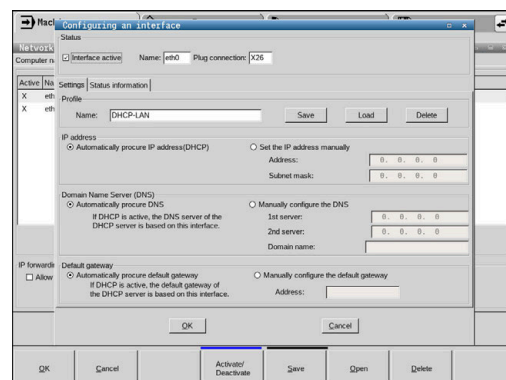 Mach
Configuring an interface
Network
Computer na
Status
Interface active
Name: eth0
Plug connection: X26
Active Na
X eth
X eth
Settings Status information
Profile
Name: DHCP-LAN
Save
Load
Delete
IP address
Automatically procure IP address(DHCP)
Set the IP address manually
Address: 0. 0. 0. 0
Subnet mask: 0. 0. 0. 0
Domain Name Server (DNS)
Automatically procure DNS
If DHCP is active, the DNS server of the
DHCP server is based on this interface.
Manually configure the DNS
1st server: 0. 0. 0. 0
2nd server: 0. 0. 0. 0
Domain name:
IP forwardin
Allow
Default gateway
Automatically procure default gateway
If DHCP is active, the default gateway of
the DHCP server is based on this interface.
Manually configure the default gateway
Address:
OK
Cancel
OK
Cancel
Activate/
Deactivate
Save
Open
Delete